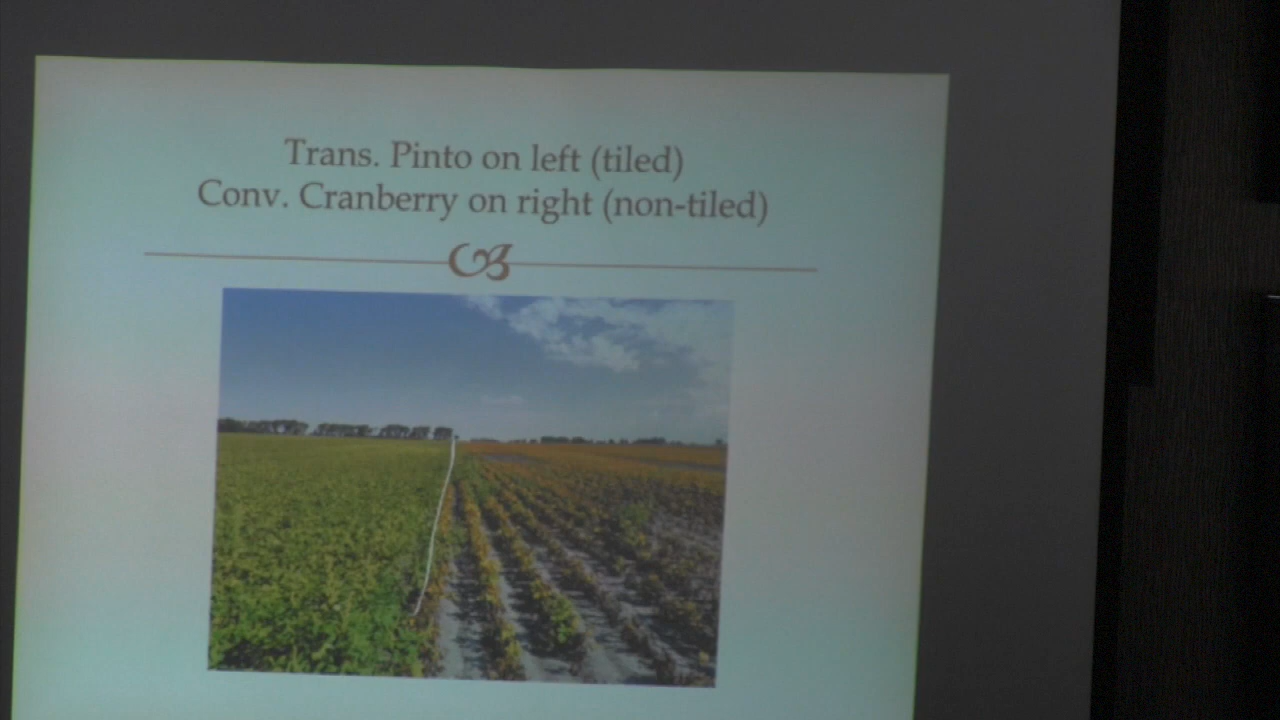 Trans. Pinto on left (tiled)
Conv. Cranberry on right (non-tiled)